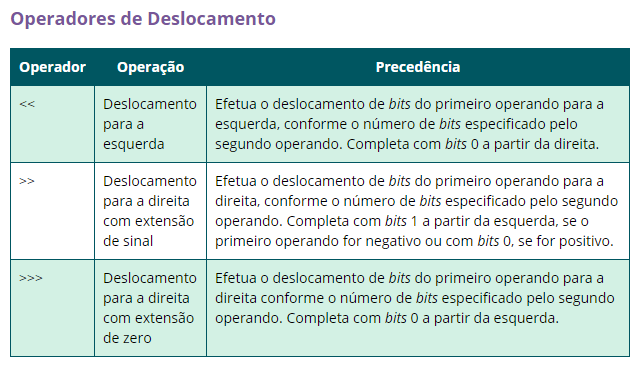 Operadores de Deslocamento
Operador Operação Precedência
<< Deslocamento para a esquerda Efetua o deslocamento de bits do primeiro operando para a
esquerda, conforme o número de bits especificado pelo
segundo operando. Completa com bits 0 a partir da direita.
>> Deslocamento para a direita com extensão de sinal Efetua o deslocamento de bits do primeiro operando para a
direita, conforme o número de bits especificado pelo segundo
operando. Completa com bits 1 a partir da esquerda, se o
primeiro operando for negativo ou com bits 0, se for positivo.
>>> Deslocamento para a direita com extensão de zero Efetua o deslocamento de bits do primeiro operando para a
direita conforme o número de bits especificado pelo segundo
operando. Completa com bits 0 a partir da esquerda.